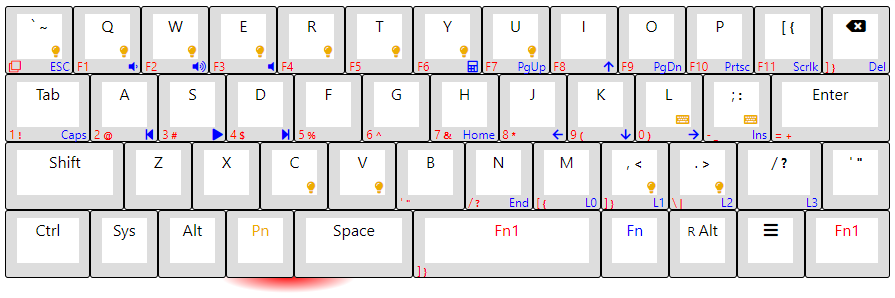 ` ~ Q W E R T Y U I O P [ {
ESC F1 F2 F3 F4 F5 F6 F7 PgUp F8 F9 PgDn F10 Prtsc F11 Scrlk ] } Del
Tab A S D F G H J K L ; : Enter
1 ! Caps 2 @ 3 # 4 $ 5 % 6 ^ 7 & Home 8 * 9 ( 0 ) - _ Ins = +
Shift Z X C V B N M , < . > / ? ' "
' " / ? End [ { L0 ] } L1 \ | L2 L3
Ctrl Sys Alt Pn Space Fn1 Fn R Alt Fn1
] }